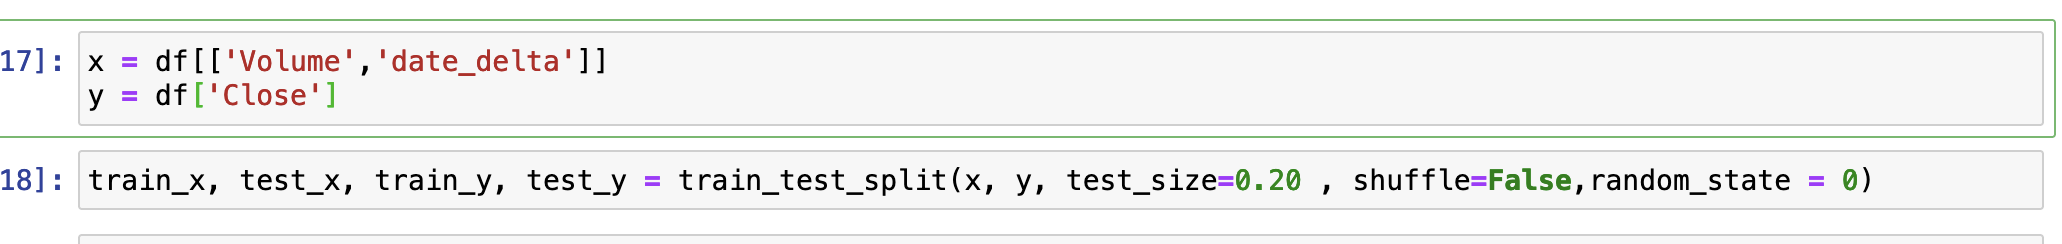 17]:
x = df[['Volume','date_delta']]
y = df['Close']
18]:
train_x, test_x, train_y, test_y = train_test_split(x, y, test_size=0.20 , shuffle=False,random_state = 0)